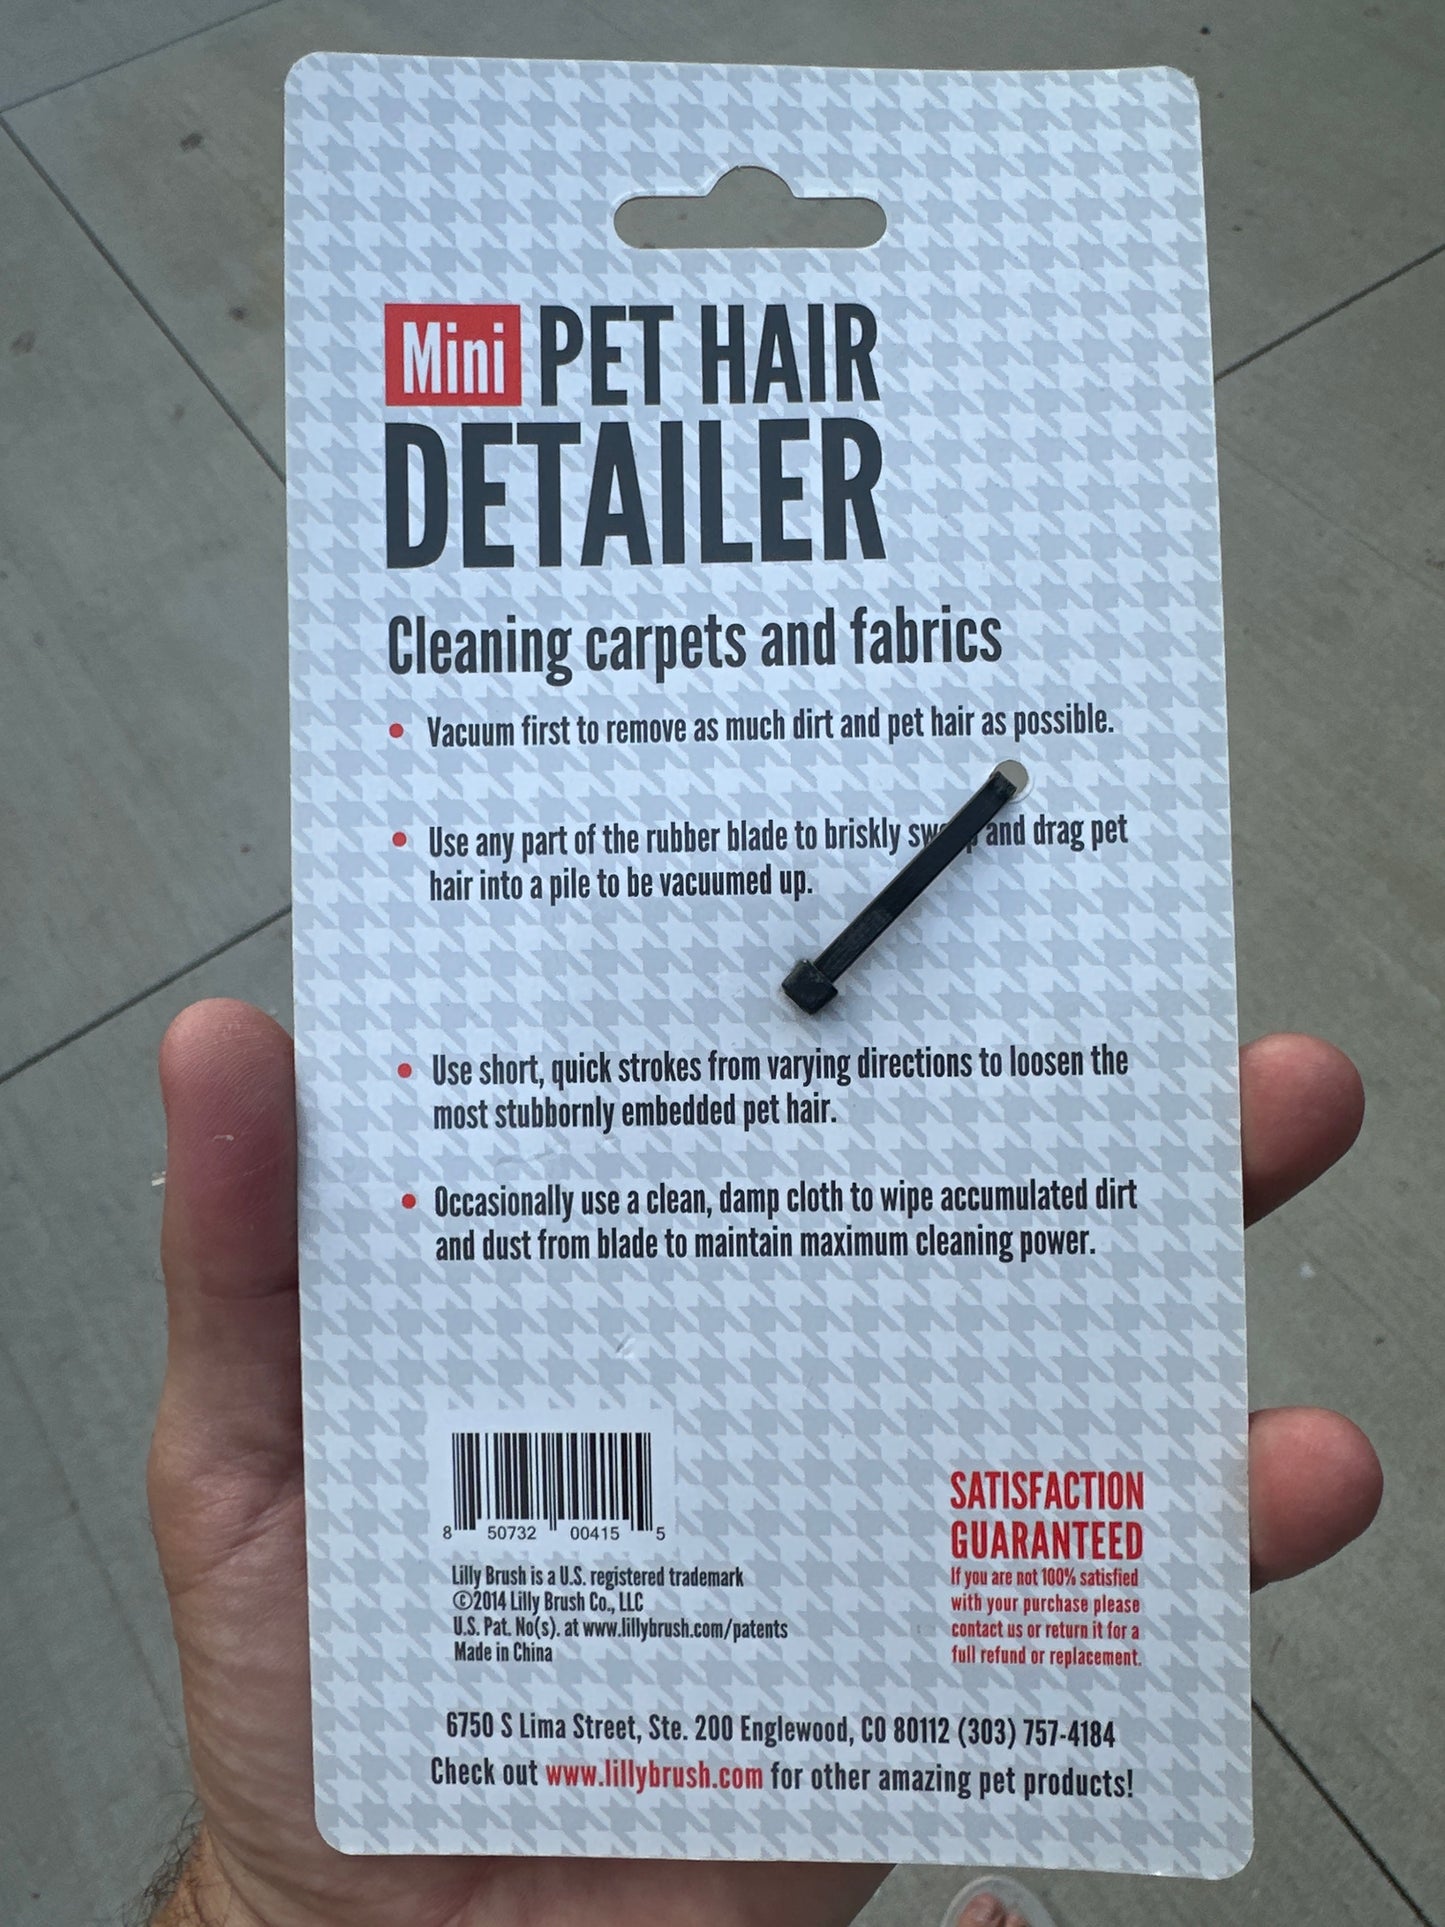 Mini PET HAIR
DETAILER
Cleaning carpets and fabrics
• Vacuum first to remove as much dirt and pet hair as possible.
• Use any part of the rubber blade to briskly and drag pet
hair into a pile to be vacuumed up.
• Use short, quick strokes from varying directions to loosen the
most stubbornly embedded pet hair.
• Occasionally use a clean, damp cloth to wipe accumulated dirt
and dust from blade to maintain maximum cleaning power.
8 50732 00415 5
Lilly Brush is a U.S. registered trademark
©2014 Lilly Brush Co., LLC
U.S. Pat. No(s). at www.lillybrush.com/patents
Made in China
SATISFACTION
GUARANTEED
If you are not 100% satisfied
with your purchase please
contact us or return it for a
full refund or replacement.
6750 S Lima Street, Ste. 200 Englewood, CO 80112 (303) 757-4184
Check out www.lillybrush.com for other amazing pet products!